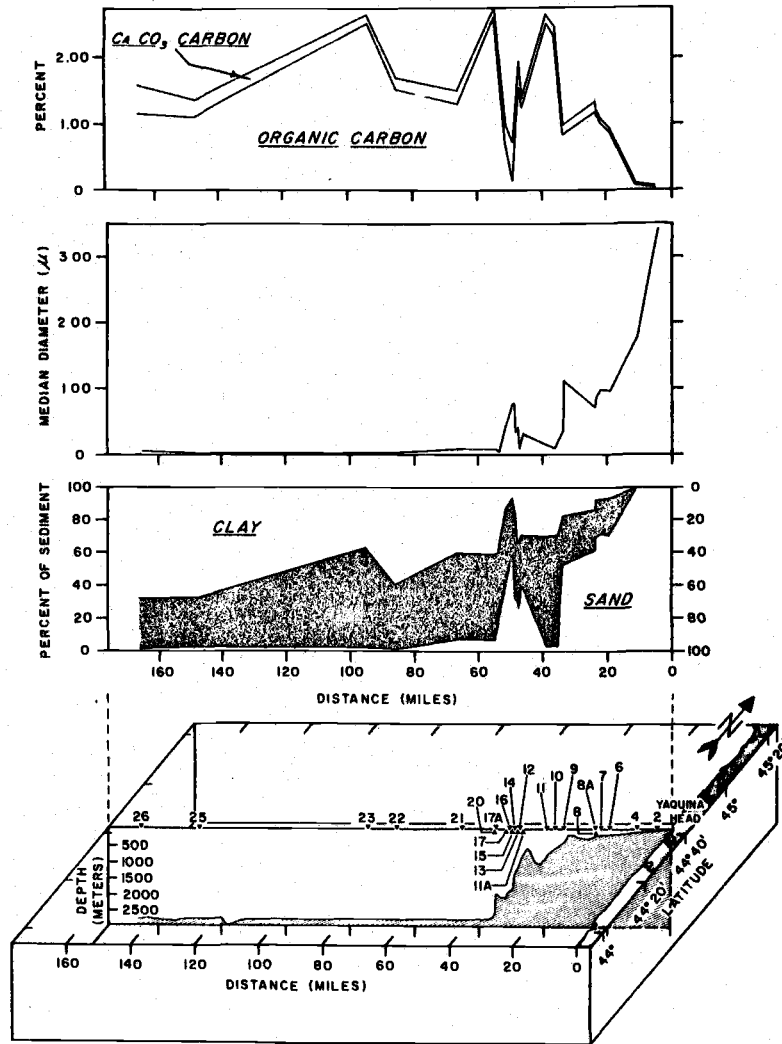 CA CO3 CARBON
ORGANIC CARBON
PERCENT
2.00
1.00
0
MEDIAN DIAMETER (μ)
300
200
100
0
CLAY
SAND
PERCENT OF SEDIMENT
100
80
60
40
20
0
0
20
40
60
80
100
160 140 120 100 80 60 40 20 0
DISTANCE (MILES)
26 25 23 22 21 20 17A 16 14 12 11 10 9 8A 7 6 4 2
17
15
13
11A
8
YAQUINA HEAD
500
1000
1500
2000
2500
DEPTH (METERS)
N
45° 20'
45°
44° 40'
44° 20'
44°
LATITUDE
160 140 120 100 80 60 40 20 0
DISTANCE (MILES)